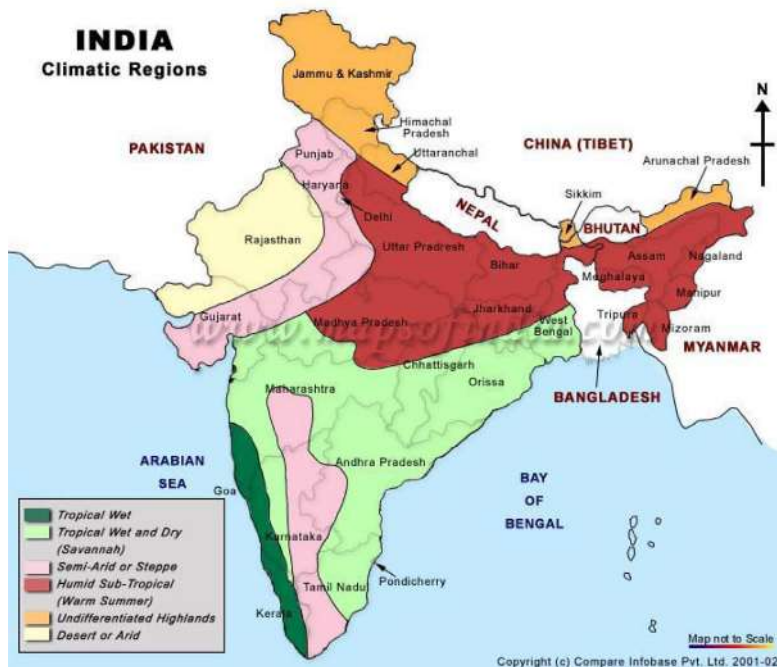 INDIA
Climatic Regions
Jammu & Kashmir
N
Himachal
Pradesh
PAKISTAN
Punjab
Uttaranchal
CHINA (TIBET)
Arunachal Pradesh
Haryana
Sikkim
Delhi
NEPAL
BHUTAN
Rajasthan
Uttar Pradresh
Assam
Nagaland
Bihar
Meghalaya
Manipur
Gujarat
Jharkhand
Tripura
www.mapsofindia.com
Madhya Pradesh
West
Bengal
Mizoram
MYANMAR
Chhattisgarh
Orissa
Maharashtra
BANGLADESH
ARABIAN
SEA
Andhra Pradesh
BAY
OF
BENGAL
Goa
Karnataka
Pondicherry
Tamil Nadu
Kerala
Tropical Wet
Tropical Wet and Dry
(Savannah)
Semi-Arid or Steppe
Humid Sub-Tropical
(Warm Summer)
Undifferentiated Highlands
Desert or Arid
Map not to Scale
Copyright (c) Compare Infobase Pvt. Ltd. 2001-02